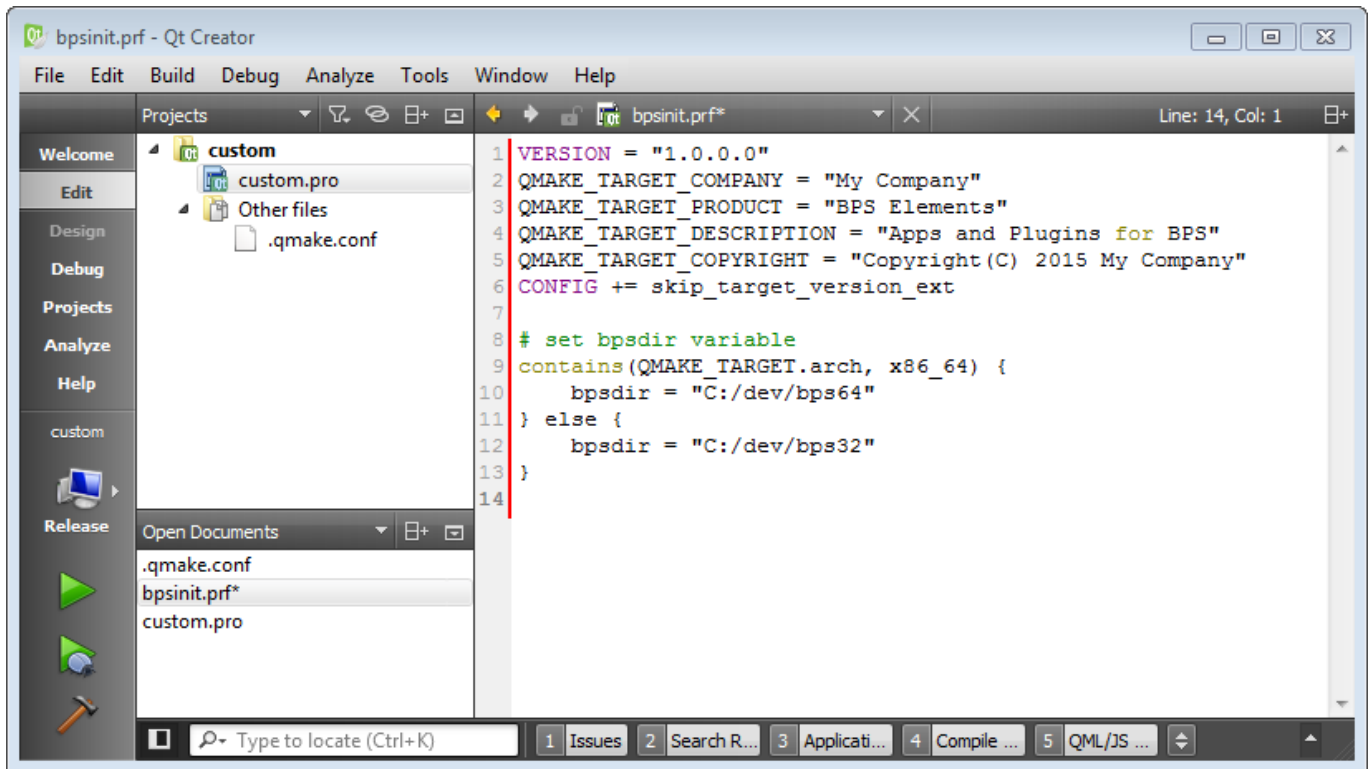 bpsinit.prf - Qt Creator
File Edit Build Debug Analyze Tools Window Help
Projects
bpsinit.prf*
Line: 14, Col: 1
Welcome
Edit
Design
Debug
Projects
Analyze
Help
custom
Release
custom
custom.pro
Other files
.qmake.conf
Open Documents
.qmake.conf
bpsinit.prf*
custom.pro
1 VERSION = "1.0.0.0"
2 QMAKE_TARGET_COMPANY = "My Company"
3 QMAKE_TARGET_PRODUCT = "BPS Elements"
4 QMAKE_TARGET_DESCRIPTION = "Apps and Plugins for BPS"
5 QMAKE_TARGET_COPYRIGHT = "Copyright(C) 2015 My Company"
6 CONFIG += skip_target_version_ext
7
8 # set bpsdir variable
9 contains(QMAKE_TARGET.arch, x86_64) {
10     bpsdir = "C:/dev/bps64"
11 } else {
12     bpsdir = "C:/dev/bps32"
13 }
14
Type to locate (Ctrl+K)
1 Issues 2 Search R... 3 Applicati... 4 Compile ... 5 QML/JS ...